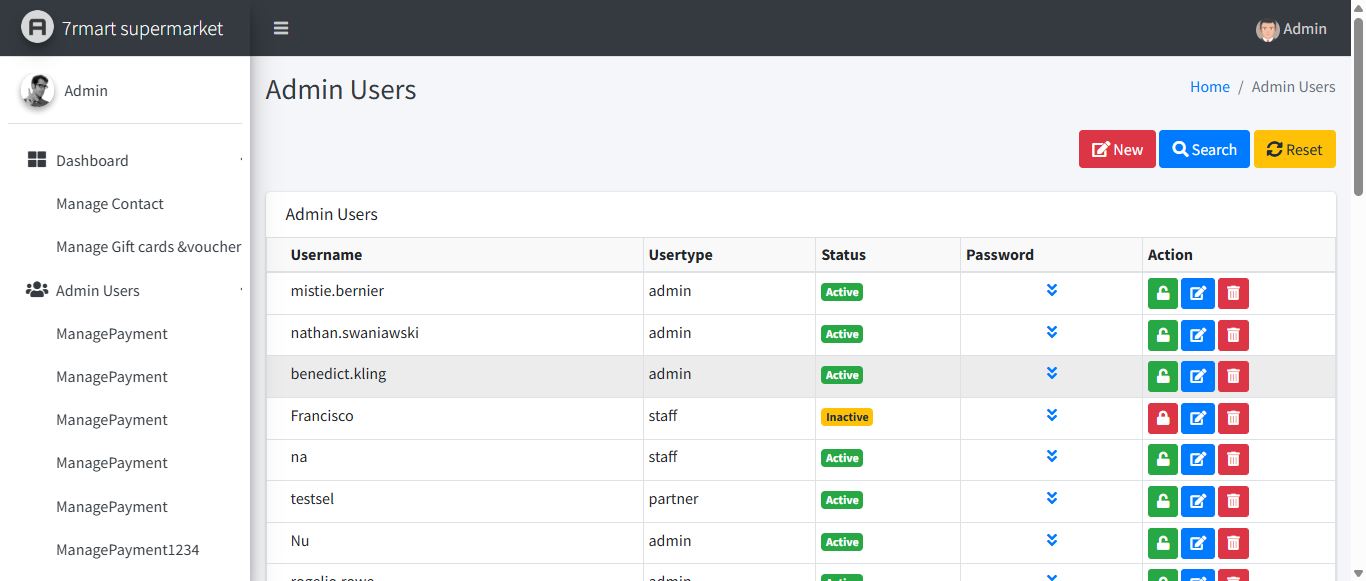 7rmart supermarket
Admin
Admin
Admin Users
Home / Admin Users
Dashboard
Manage Contact
Manage Gift cards &voucher
Admin Users
ManagePayment
ManagePayment
ManagePayment
ManagePayment
ManagePayment
ManagePayment1234
New Search Reset
Admin Users
Username Usertype Status Password Action
mistie.bernier admin Active
nathan.swaniawski admin Active
benedict.kling admin Active
Francisco staff Inactive
na staff Active
testsel partner Active
Nu admin Active
rogelio.rowe admin Active